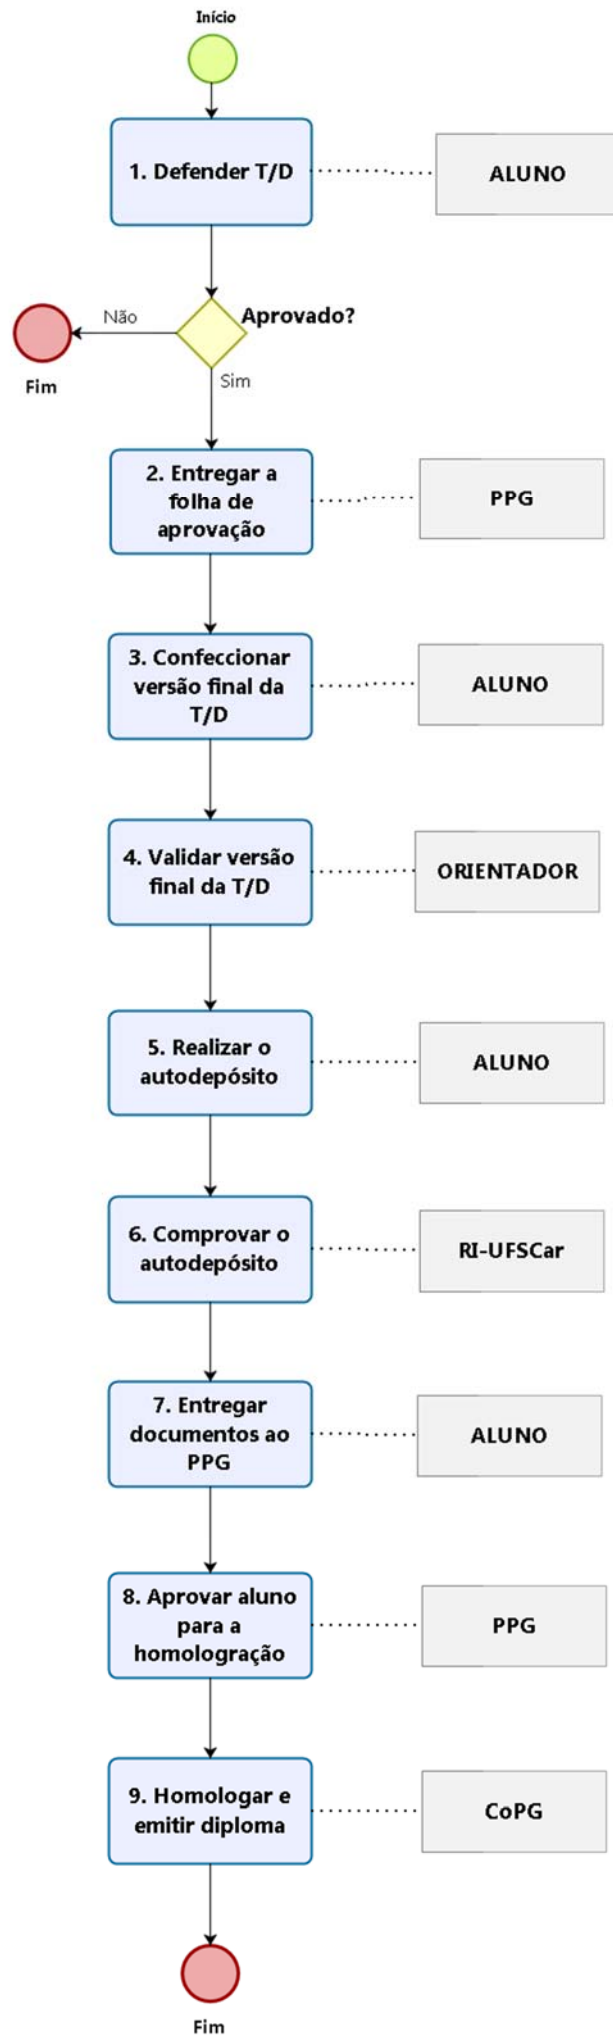 Início
1. Defender T/D
ALUNO
Aprovado?
Não
Sim
Fim
2. Entregar a
folha de
aprovação
PPG
3. Confeccionar
versão final da
T/D
ALUNO
4. Validar versão
final da T/D
ORIENTADOR
5. Realizar o
autodepósito
ALUNO
6. Comprovar o
autodepósito
RI-UFSCar
7. Entregar
documentos ao
PPG
ALUNO
8. Aprovar aluno
para a
homologração
PPG
9. Homologar e
emitir diploma
CoPG
Fim